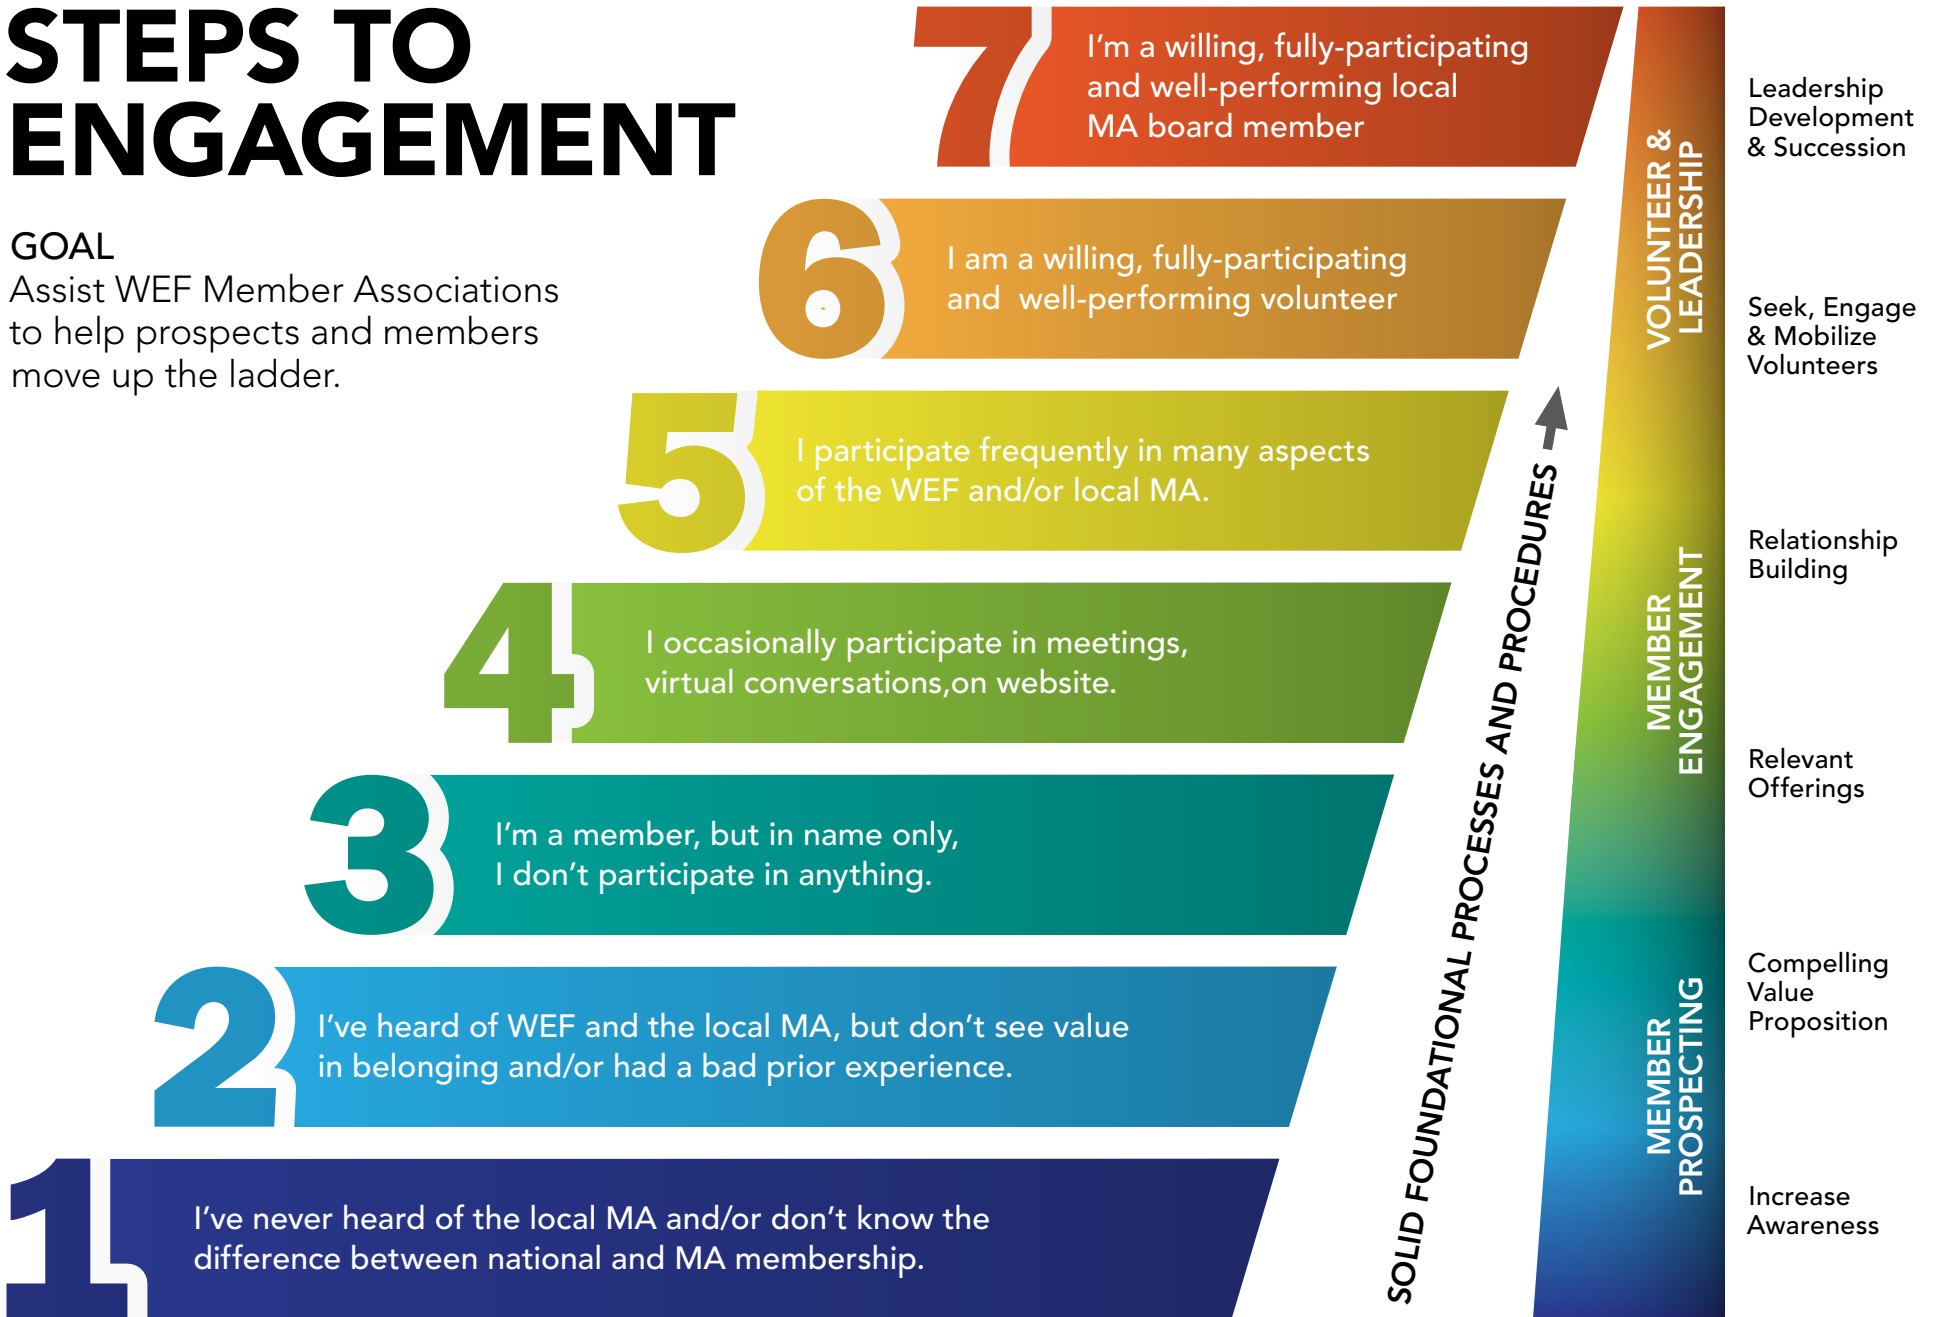 STEPS TO
ENGAGEMENT
GOAL
Assist WEF Member Associations
to help prospects and members
move up the ladder.
7
I'm a willing, fully-participating
and well-performing local
MA board member
6
I am a willing, fully-participating
and  well-performing volunteer
5
I participate frequently in many aspects
of the WEF and/or local MA.
4
I occasionally participate in meetings,
virtual conversations,on website.
3
I'm a member, but in name only,
I don't participate in anything.
2
I've heard of WEF and the local MA, but don't see value
in belonging and/or had a bad prior experience.
1
I've never heard of the local MA and/or don't know the
difference between national and MA membership.
SOLID FOUNDATIONAL PROCESSES AND PROCEDURES
VOLUNTEER &
LEADERSHIP
MEMBER
ENGAGEMENT
MEMBER
PROSPECTING
Leadership
Development
& Succession
Seek, Engage
& Mobilize
Volunteers
Relationship
Building
Relevant
Offerings
Compelling
Value
Proposition
Increase
Awareness